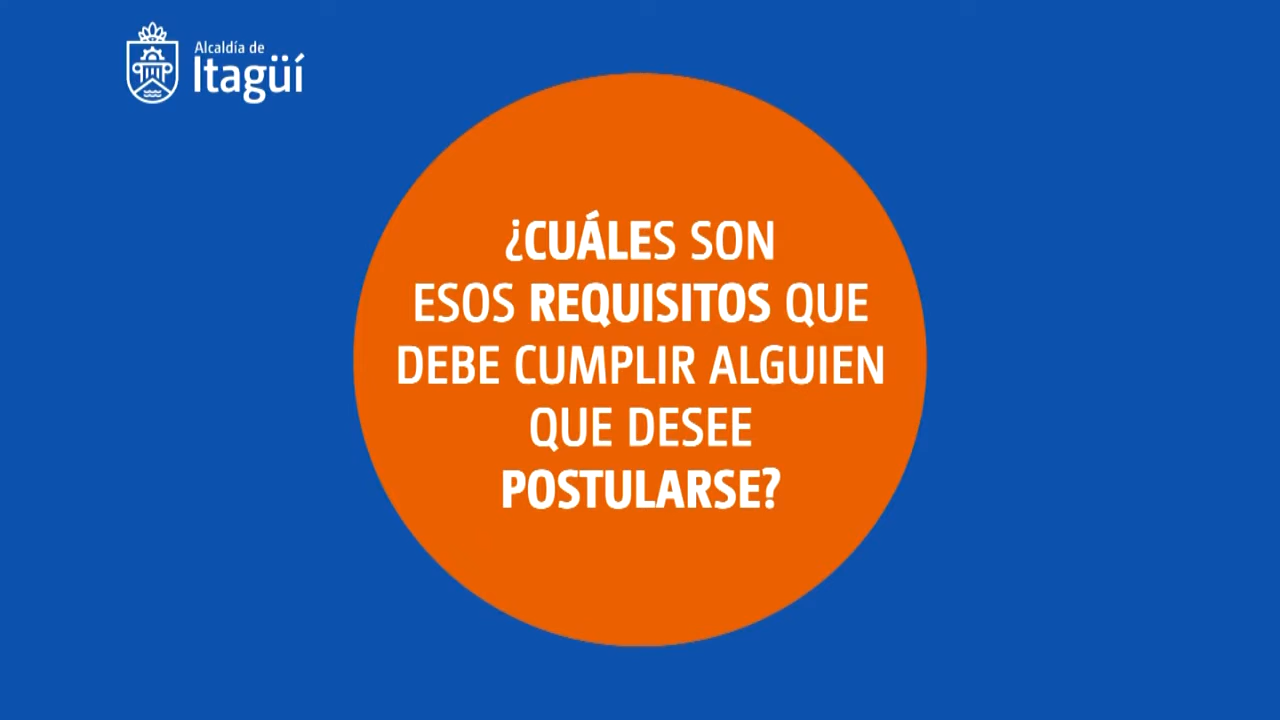 Alcaldía de
Itagüí
¿CUÁLES SON
ESOS REQUISITOS QUE
DEBE CUMPLIR ALGUIEN
QUE DESEE
POSTULARSE?